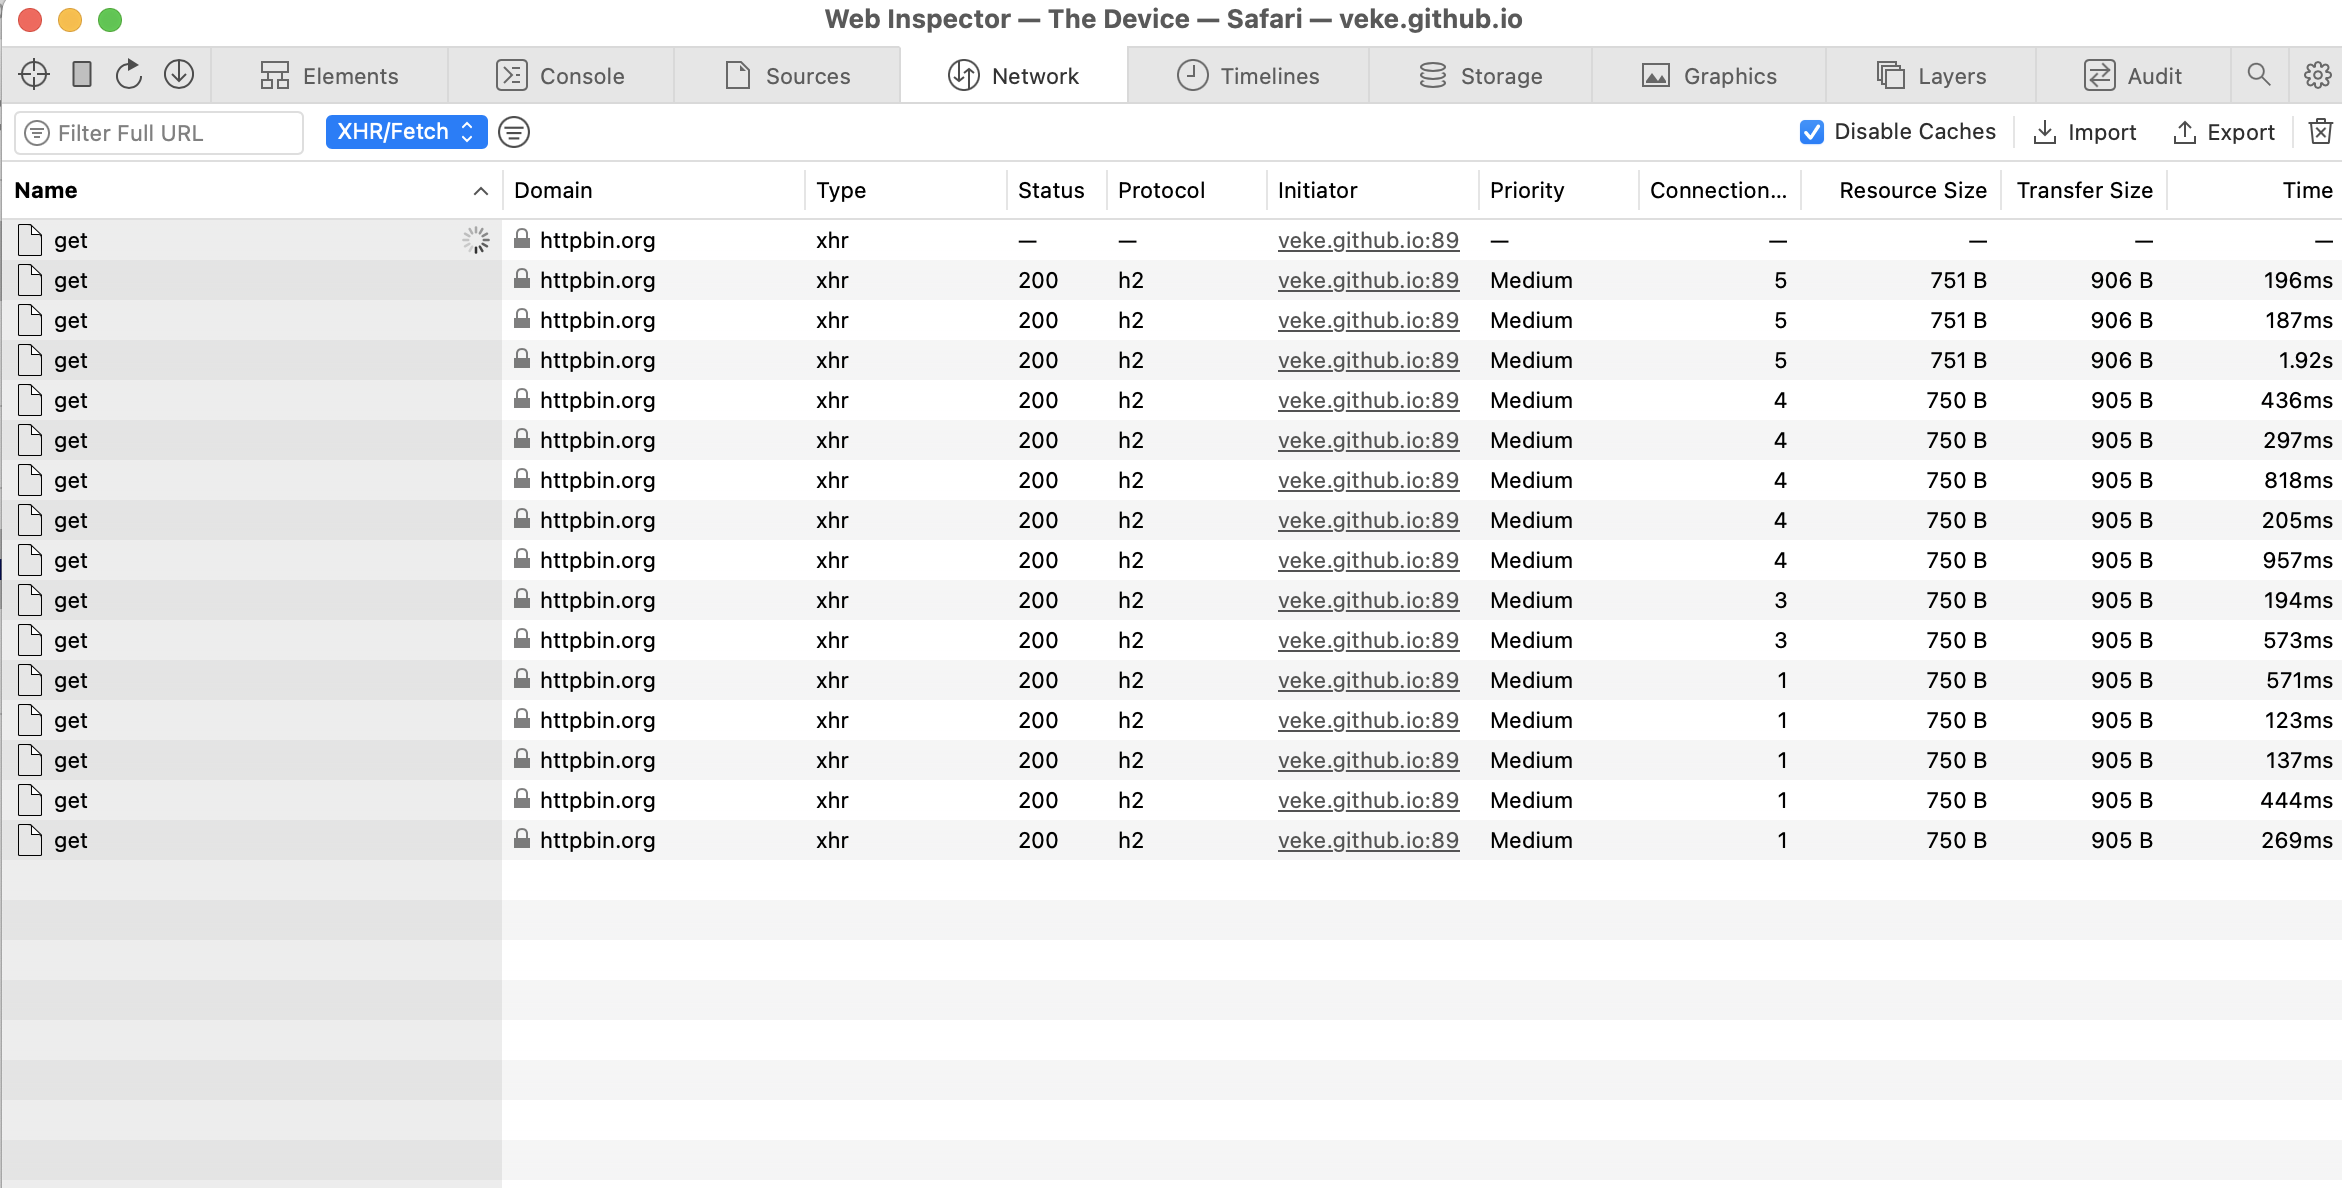 Web Inspector — The Device — Safari — veke.github.io
Elements Console Sources Network Timelines Storage Graphics Layers Audit
Filter Full URL XHR/Fetch Disable Caches Import Export
Name Domain Type Status Protocol Initiator Priority Connection... Resource Size Transfer Size Time
get httpbin.org xhr — — veke.github.io:89 — — — — —
get httpbin.org xhr 200 h2 veke.github.io:89 Medium 5 751 B 906 B 196ms
get httpbin.org xhr 200 h2 veke.github.io:89 Medium 5 751 B 906 B 187ms
get httpbin.org xhr 200 h2 veke.github.io:89 Medium 5 751 B 906 B 1.92s
get httpbin.org xhr 200 h2 veke.github.io:89 Medium 4 750 B 905 B 436ms
get httpbin.org xhr 200 h2 veke.github.io:89 Medium 4 750 B 905 B 297ms
get httpbin.org xhr 200 h2 veke.github.io:89 Medium 4 750 B 905 B 818ms
get httpbin.org xhr 200 h2 veke.github.io:89 Medium 4 750 B 905 B 205ms
get httpbin.org xhr 200 h2 veke.github.io:89 Medium 4 750 B 905 B 957ms
get httpbin.org xhr 200 h2 veke.github.io:89 Medium 3 750 B 905 B 194ms
get httpbin.org xhr 200 h2 veke.github.io:89 Medium 3 750 B 905 B 573ms
get httpbin.org xhr 200 h2 veke.github.io:89 Medium 1 750 B 905 B 571ms
get httpbin.org xhr 200 h2 veke.github.io:89 Medium 1 750 B 905 B 123ms
get httpbin.org xhr 200 h2 veke.github.io:89 Medium 1 750 B 905 B 137ms
get httpbin.org xhr 200 h2 veke.github.io:89 Medium 1 750 B 905 B 444ms
get httpbin.org xhr 200 h2 veke.github.io:89 Medium 1 750 B 905 B 269ms